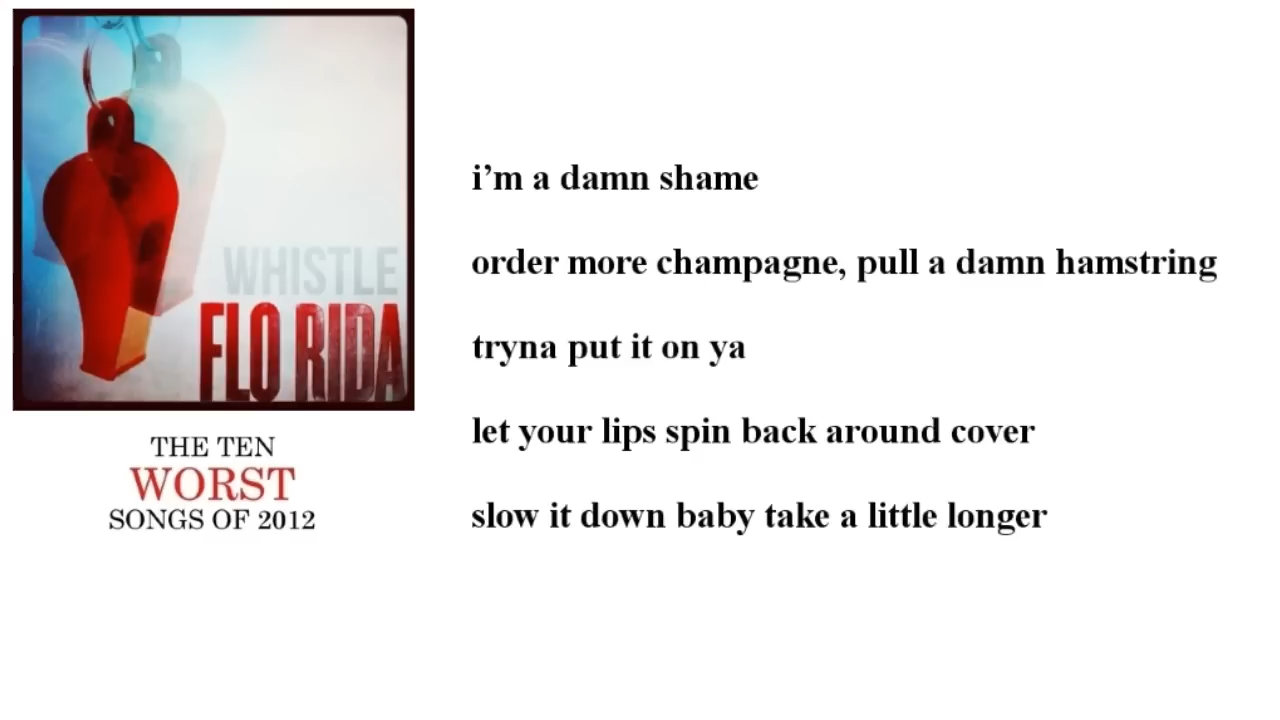 WHISTLE
FLO RIDA
THE TEN
WORST
SONGS OF 2012
i’m a damn shame
order more champagne, pull a damn hamstring
tryna put it on ya
let your lips spin back around cover
slow it down baby take a little longer